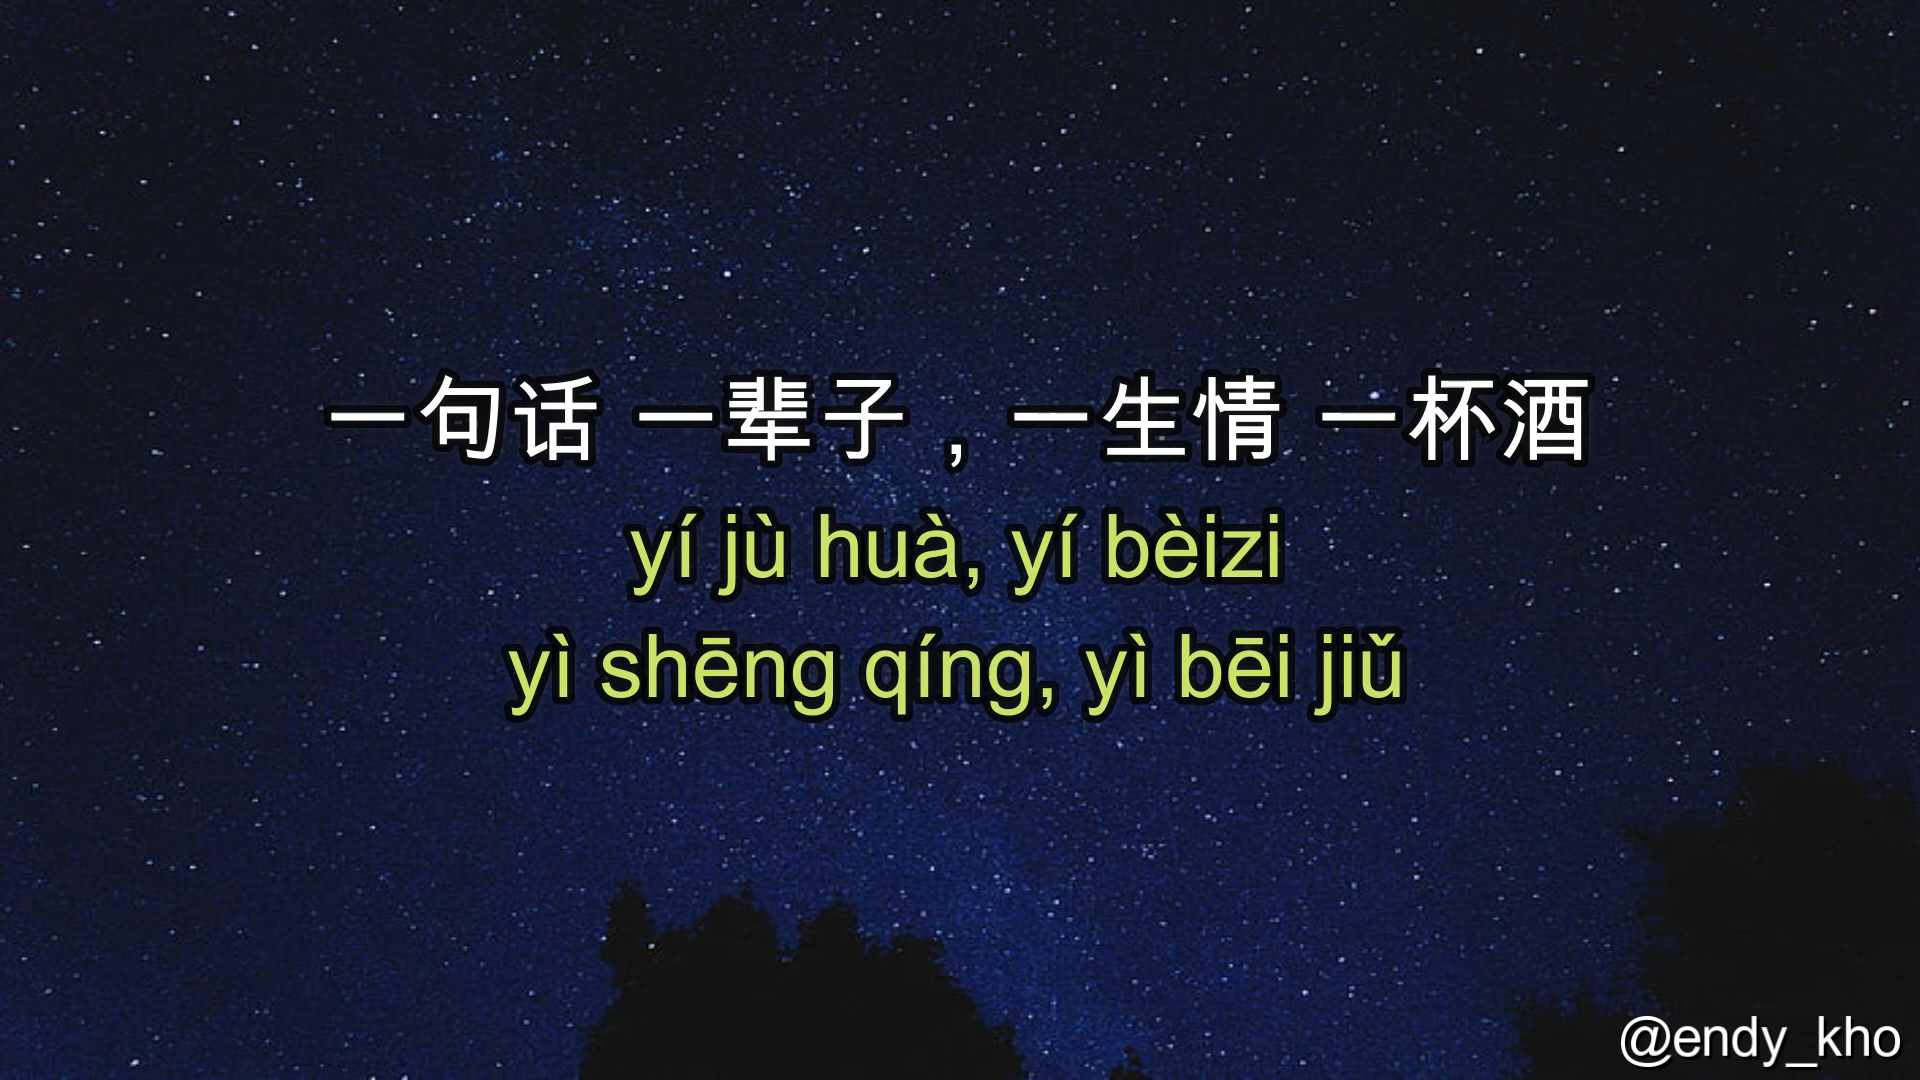 一句话 一辈子 , 一生情 一杯酒
yí jù huà, yí bèizi
yì shēng qíng, yì bēi jiǔ
@endy_kho